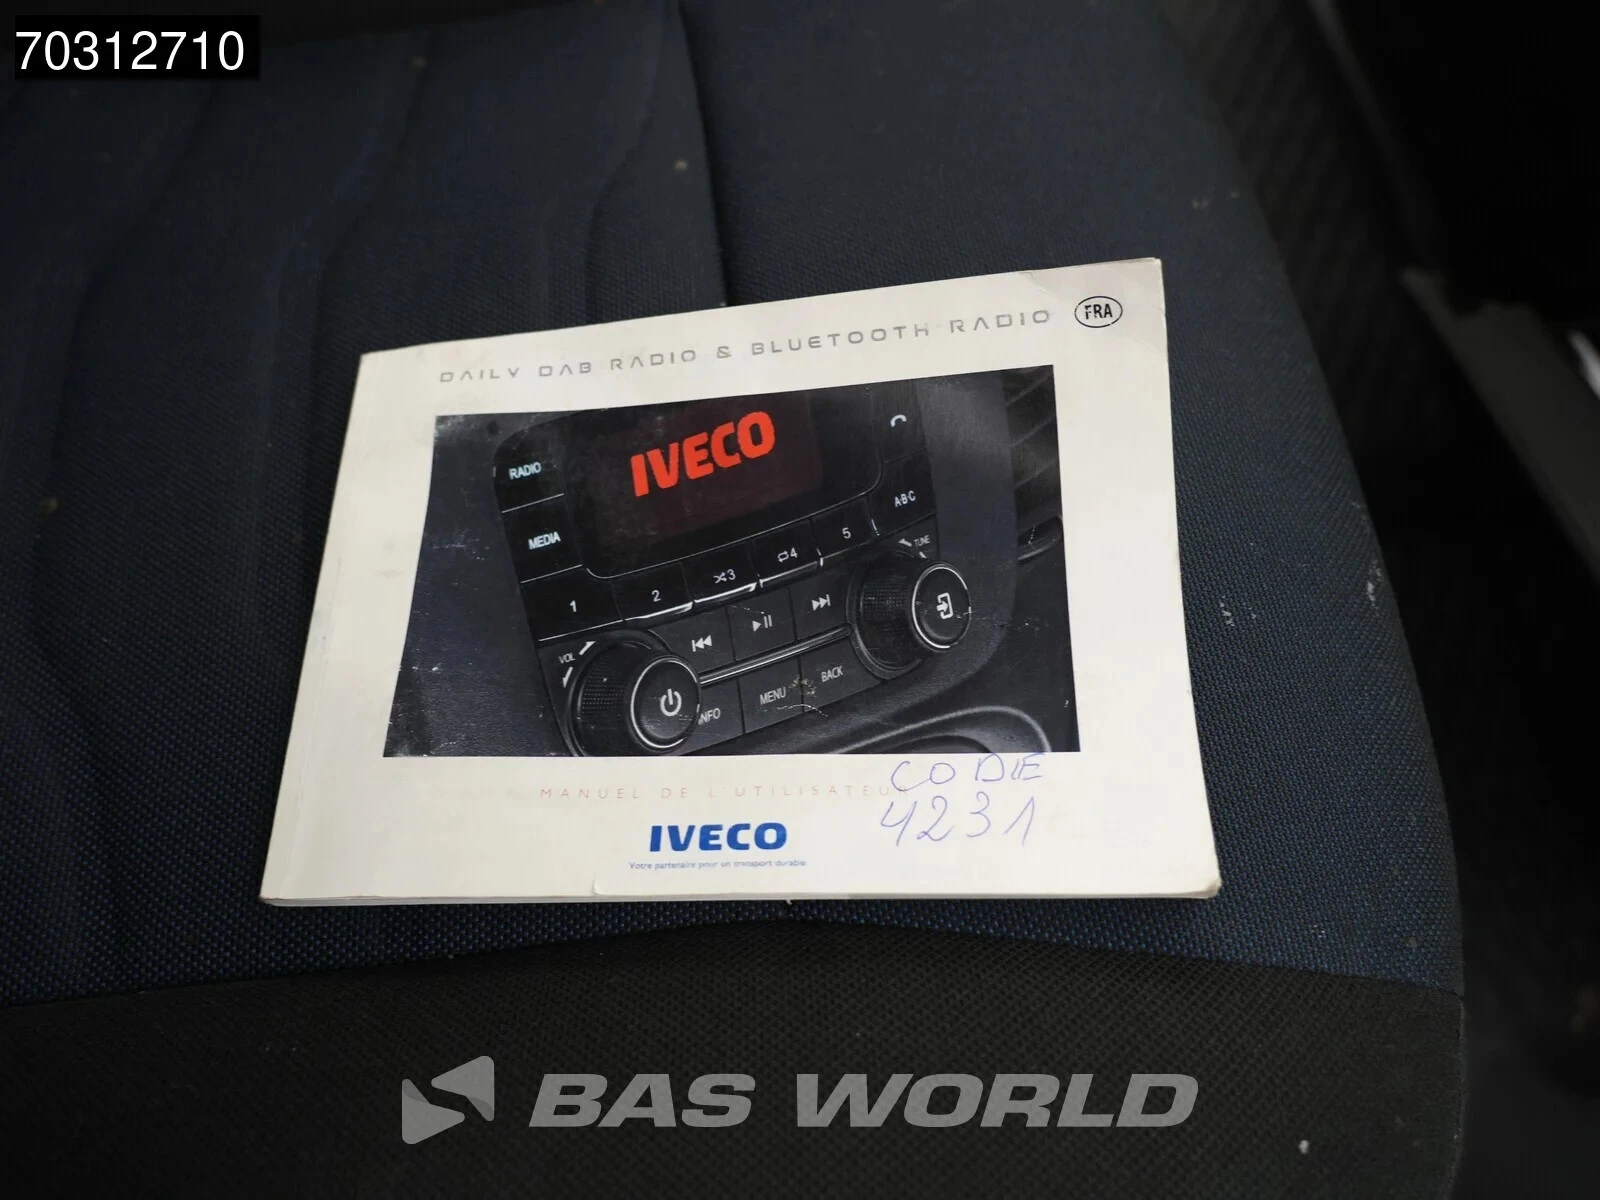 70312710
DAILY DAB RADIO & BLUETOOTH RADIO FRA
IVECO
RADIO
MEDIA
A·B·C
1 2 3 4 5
TUNE
VOL
INFO MENU BACK
CODE
MANUEL DE L'UTILISATEUR
4231
IVECO
Votre partenaire pour un transport durable
BAS WORLD